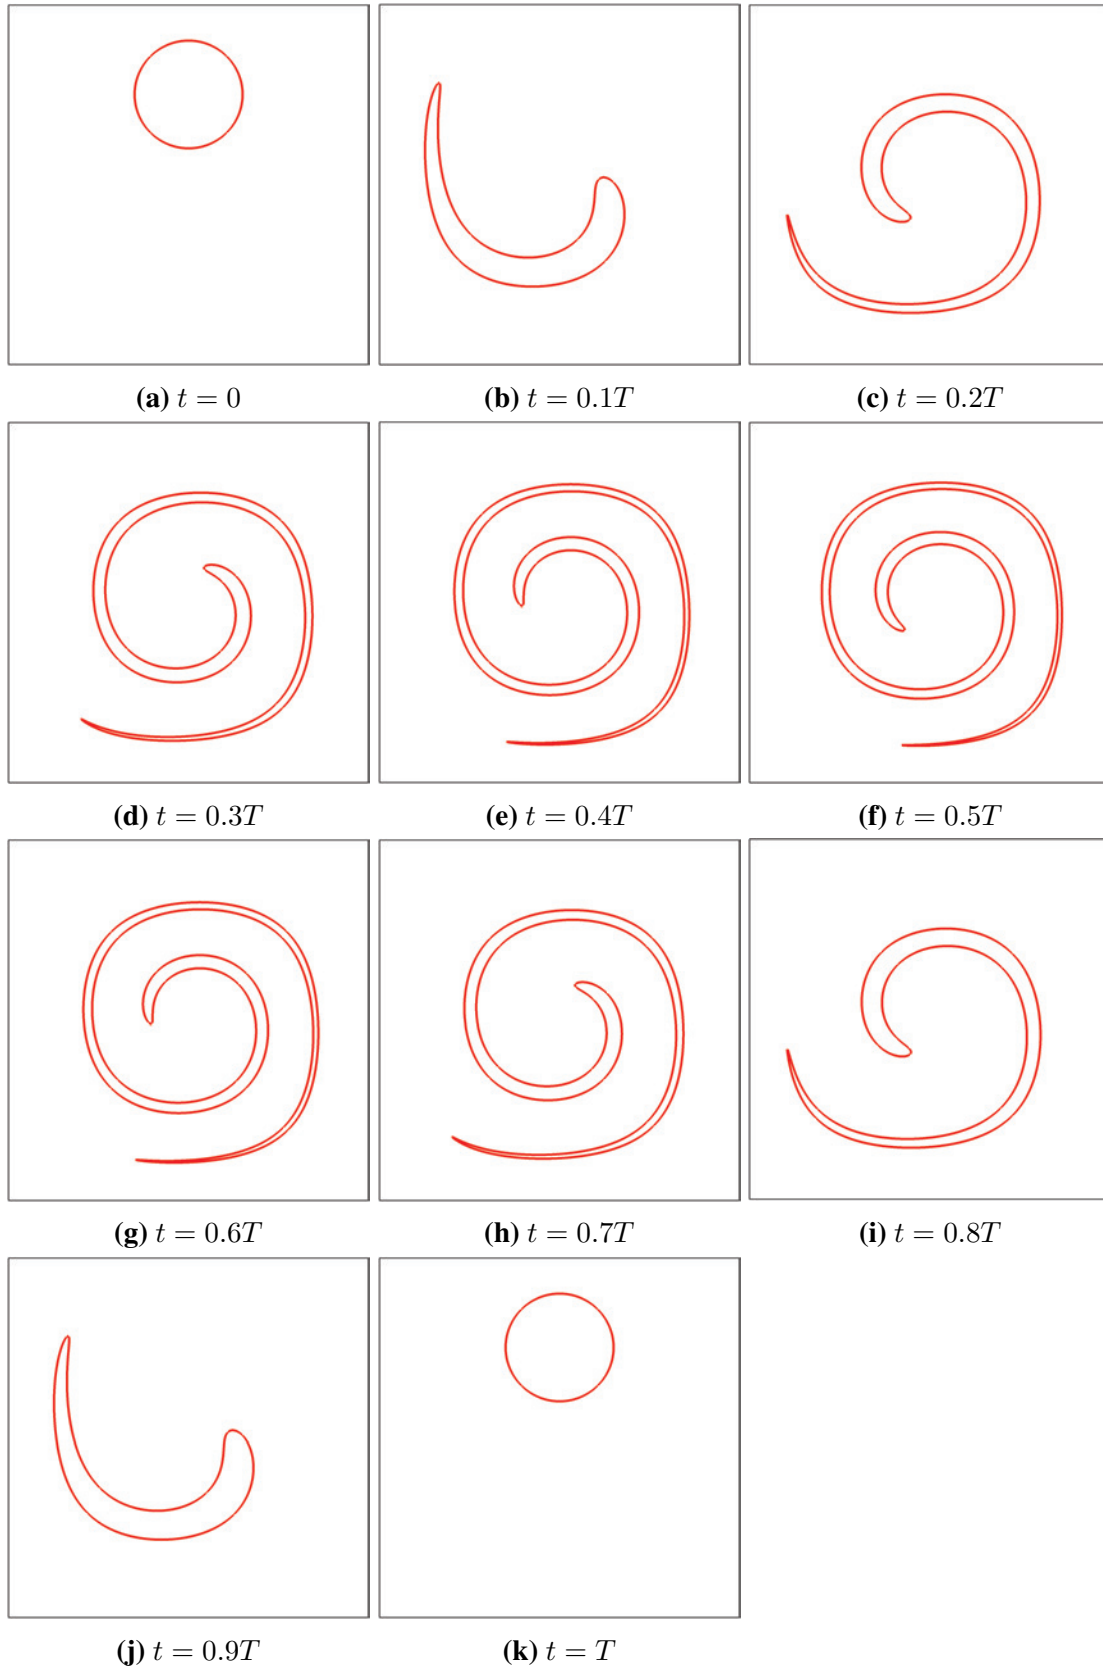 (a) t = 0
(b) t = 0.1T
(c) t = 0.2T
(d) t = 0.3T
(e) t = 0.4T
(f) t = 0.5T
(g) t = 0.6T
(h) t = 0.7T
(i) t = 0.8T
(j) t = 0.9T
(k) t = T